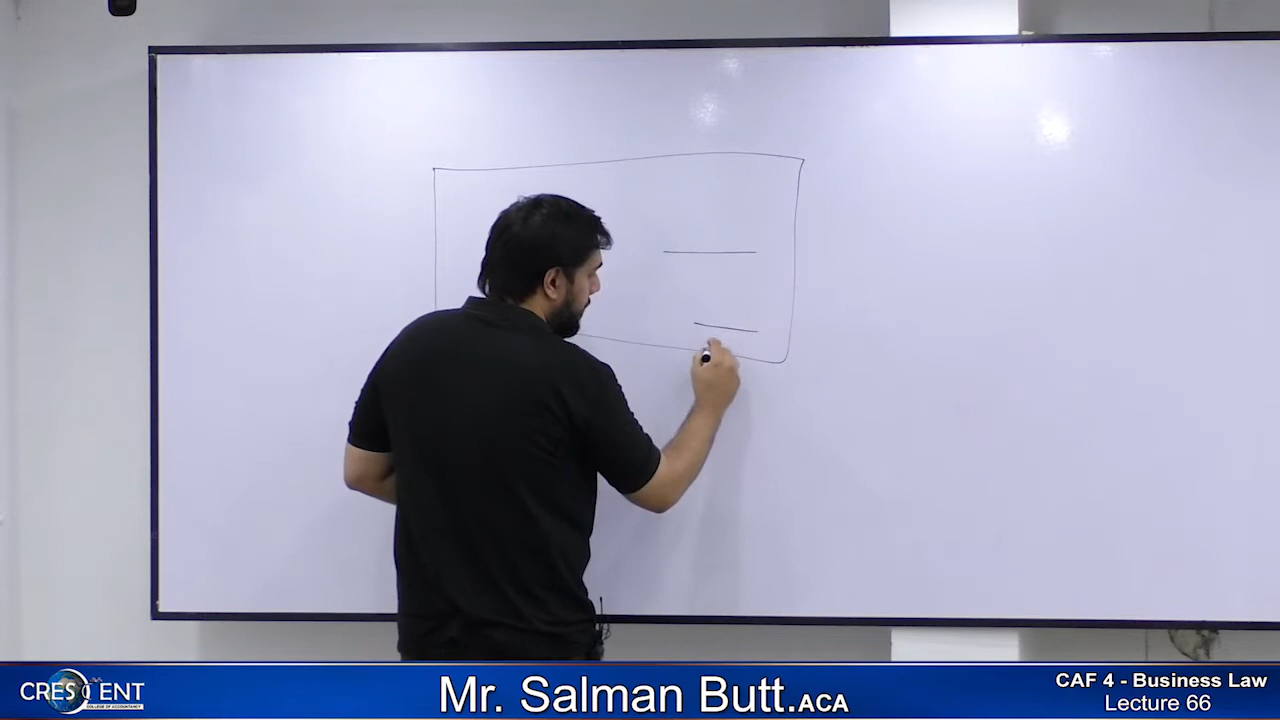 CRESCENT
COLLEGE OF ACCOUNTANCY
Mr. Salman Butt.ACA
CAF 4 - Business Law
Lecture 66